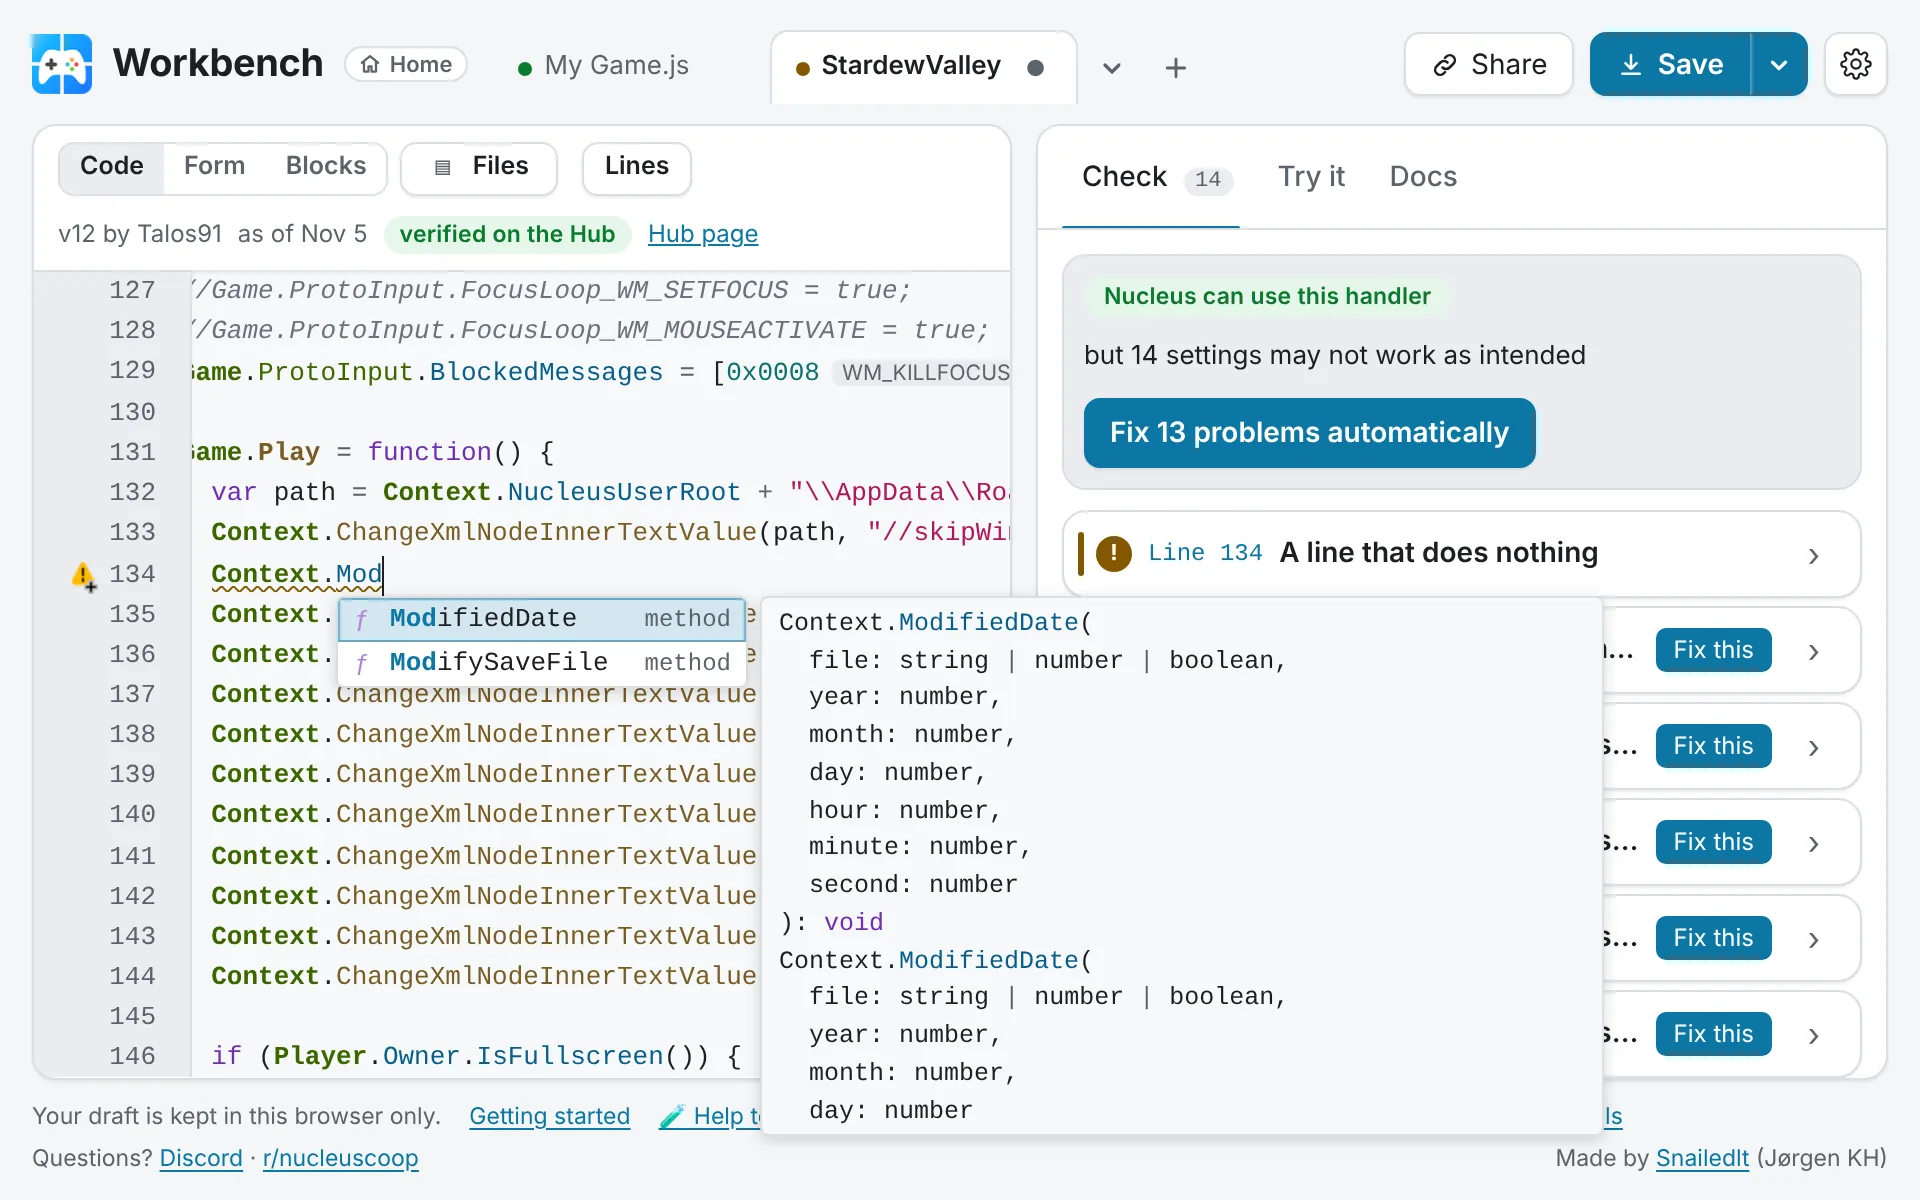 Workbench
Home
My Game.js
StardewValley
Share
Save
Code
Form
Blocks
Files
Lines
v12 by Talos91 as of Nov 5
verified on the Hub
Hub page
127 //Game.ProtoInput.FocusLoop_WM_SETFOCUS = true;
128 //Game.ProtoInput.FocusLoop_WM_MOUSEACTIVATE = true;
129 Game.ProtoInput.BlockedMessages = [0x0008 WM_KILLFOCUS
130
131 Game.Play = function() {
132 var path = Context.NucleusUserRoot + "\\AppData\\Roa
133 Context.ChangeXmlNodeInnerTextValue(path, "//skipWin
134 Context.Mod
135 Context.
136 Context.
137 Context.ChangeXmlNodeInnerTextValue
138 Context.ChangeXmlNodeInnerTextValue
139 Context.ChangeXmlNodeInnerTextValue
140 Context.ChangeXmlNodeInnerTextValue
141 Context.ChangeXmlNodeInnerTextValue
142 Context.ChangeXmlNodeInnerTextValue
143 Context.ChangeXmlNodeInnerTextValue
144 Context.ChangeXmlNodeInnerTextValue
145
146 if (Player.Owner.IsFullscreen()) {
ƒ ModifiedDate method
ƒ ModifySaveFile method
Context.ModifiedDate(
file: string | number | boolean,
year: number,
month: number,
day: number,
hour: number,
minute: number,
second: number
): void
Context.ModifiedDate(
file: string | number | boolean,
year: number,
month: number,
day: number
Check 14
Try it
Docs
Nucleus can use this handler
but 14 settings may not work as intended
Fix 13 problems automatically
Line 134 A line that does nothing
Fix this
Fix this
Fix this
Fix this
Fix this
Your draft is kept in this browser only.
Getting started
Help
Questions? Discord · r/nucleuscoop
Made by SnailedIt (Jørgen KH)